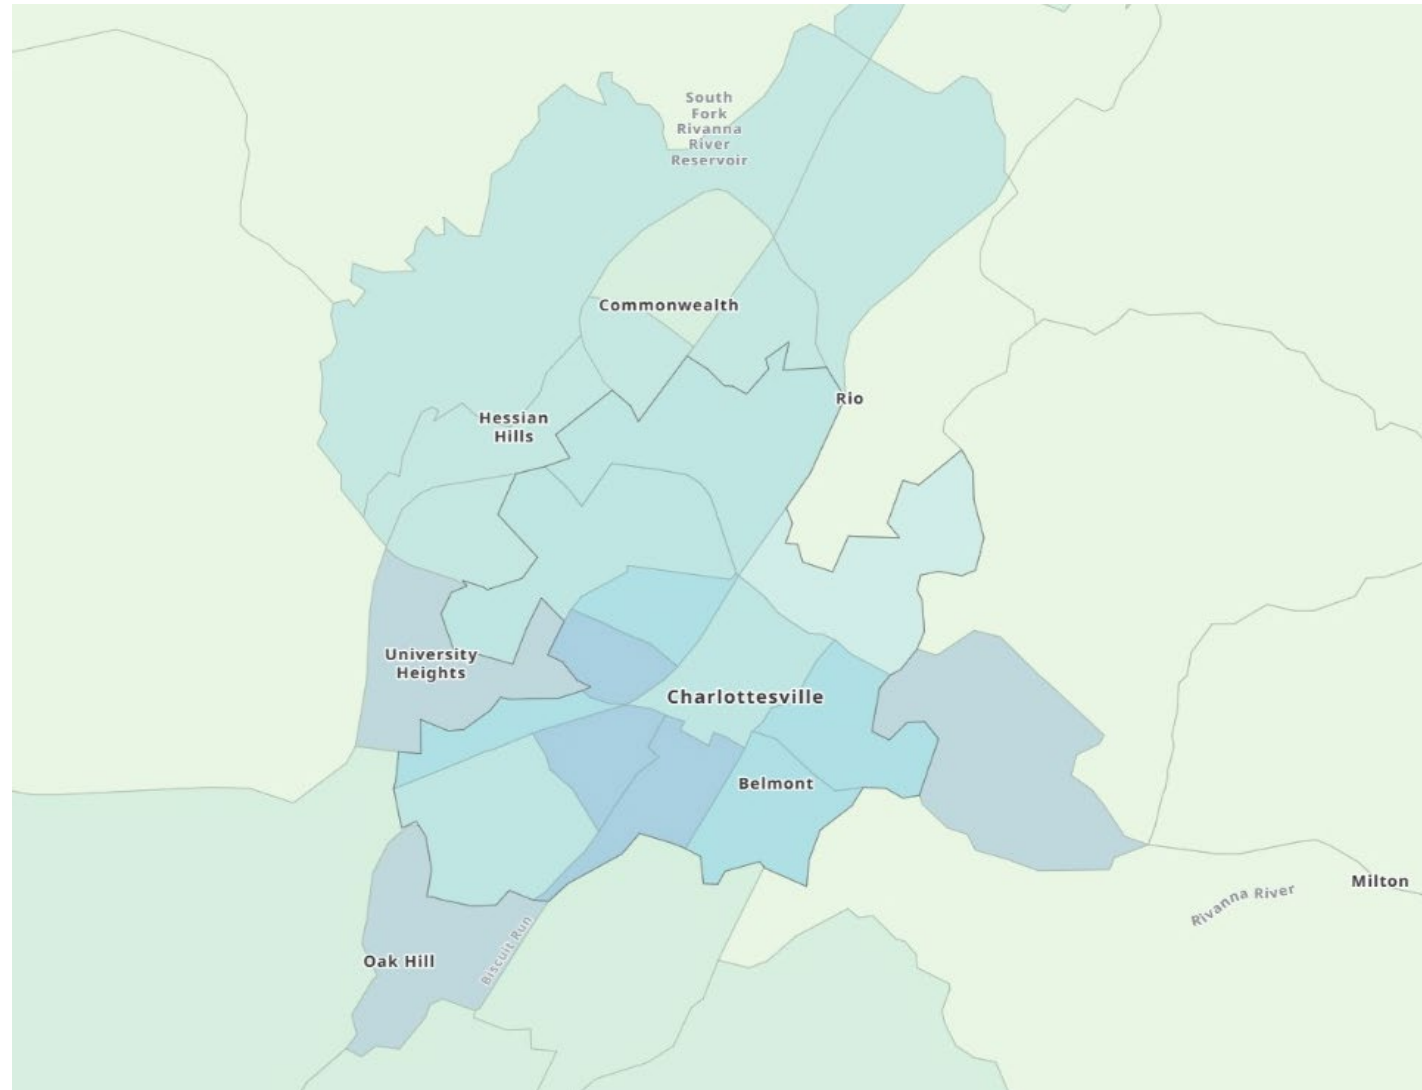 South
Fork
Rivanna
River
Reservoir
Commonwealth
Rio
Hessian
Hills
University
Heights
Charlottesville
Belmont
Milton
Rivanna River
Biscuit Run
Oak Hill